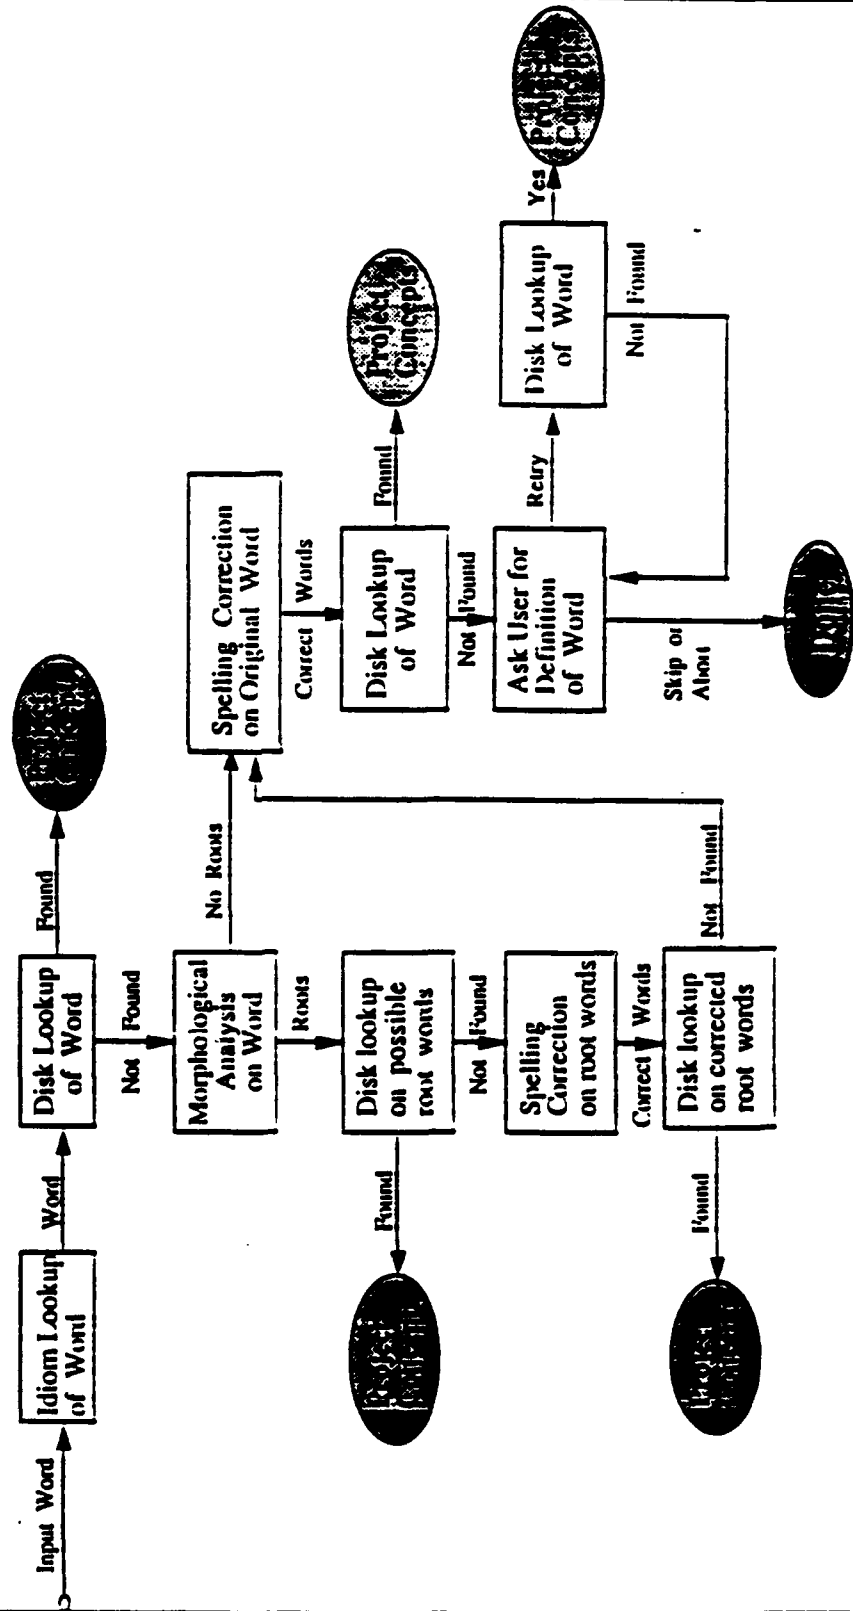 Input Word
Idiom Lookup
of Word
Word
Disk Lookup
of Word
Found
Not Found
Morphological
Analysis
on Word
No Roots
Roots
Spelling Correction
on Original Word
Correct Words
Disk Lookup
of Word
Found
Project
Concepts
Not Found
Ask User for
Definition
of Word
Retry
Disk Lookup
of Word
Yes
Project
Concepts
Not Found
Skip or
Abort
Disk lookup
on possible
root words
Found
Project
Not Found
Spelling
Correction
on root words
Correct Words
Disk lookup
on corrected
root words
Found
Project
Not Found